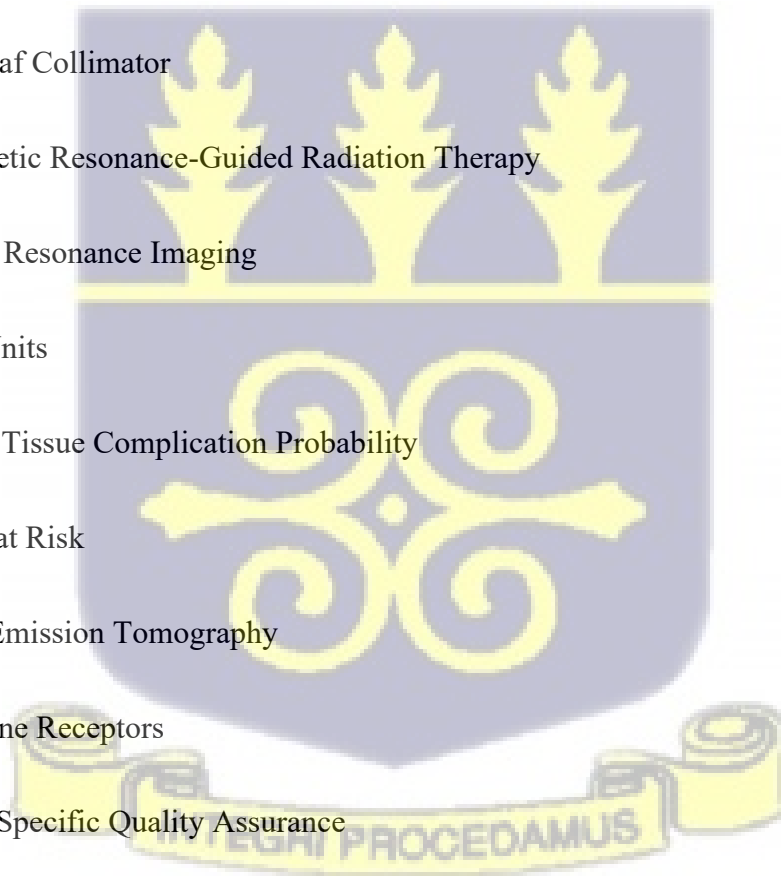 af Collimator
etic Resonance-Guided Radiation Therapy
Resonance Imaging
nits
Tissue Complication Probability
at Risk
Emission Tomography
ne Receptors
Specific Quality Assurance
INTEGRI PROCEDAMUS